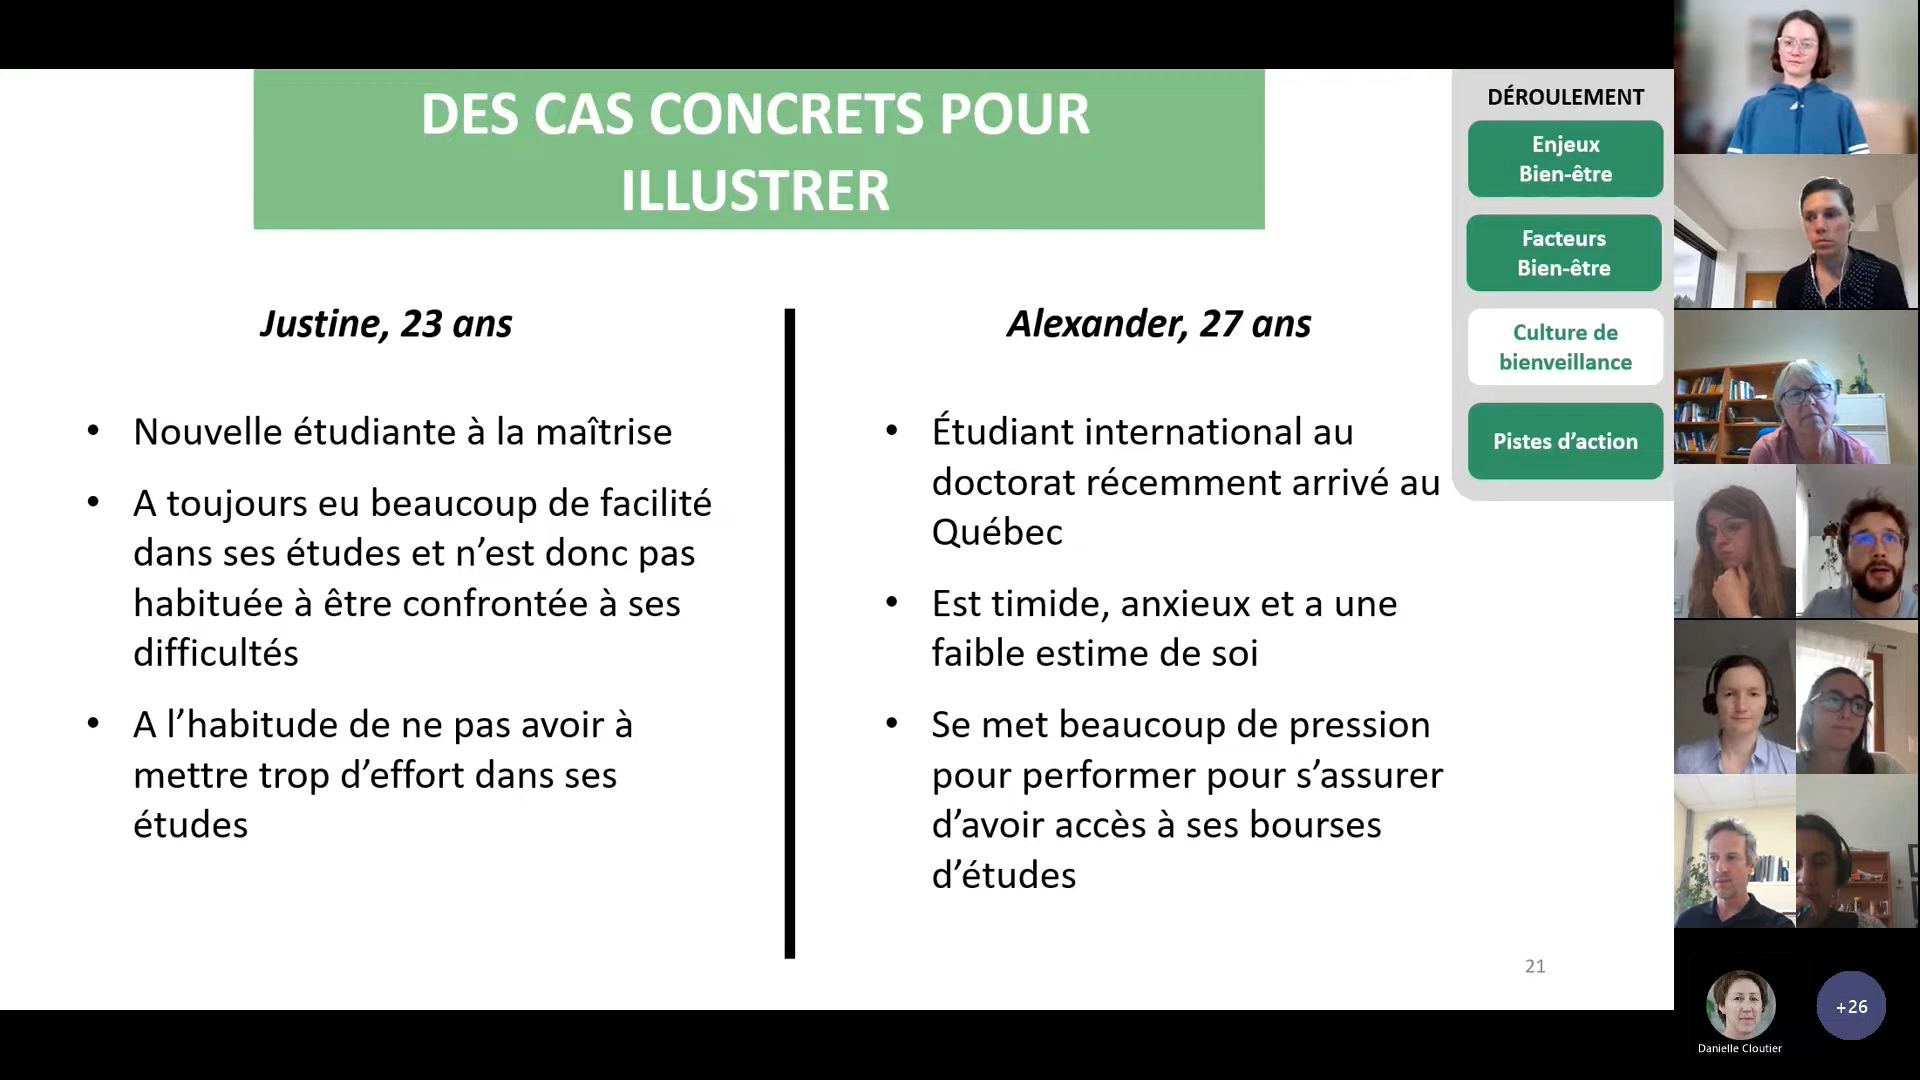 DES CAS CONCRETS POUR
ILLUSTRER
Justine, 23 ans
• Nouvelle étudiante à la maîtrise
• A toujours eu beaucoup de facilité
dans ses études et n’est donc pas
habituée à être confrontée à ses
difficultés
• A l’habitude de ne pas avoir à
mettre trop d’effort dans ses
études
Alexander, 27 ans
• Étudiant international au
doctorat récemment arrivé au
Québec
• Est timide, anxieux et a une
faible estime de soi
• Se met beaucoup de pression
pour performer pour s’assurer
d’avoir accès à ses bourses
d’études
21
DÉROULEMENT
Enjeux
Bien-être
Facteurs
Bien-être
Culture de
bienveillance
Pistes d’action
Danielle Cloutier
+26